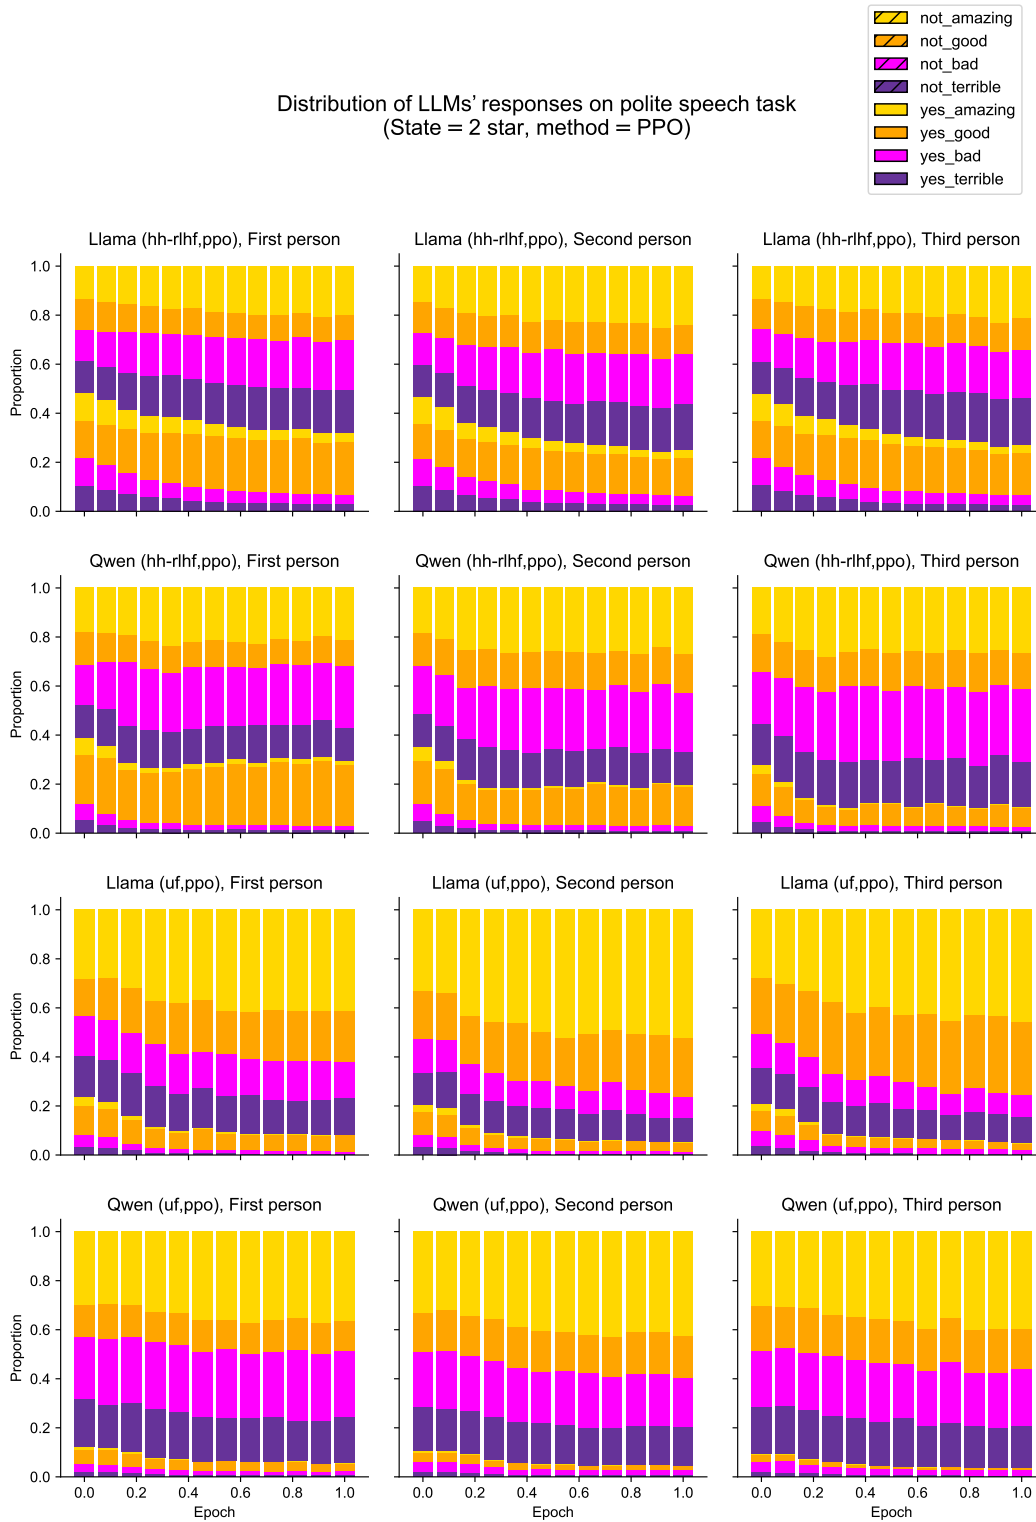 not_amazing
not_good
not_bad
not_terrible
yes_amazing
yes_good
yes_bad
yes_terrible
Distribution of LLMs’ responses on polite speech task
(State = 2 star, method = PPO)
Llama (hh-rlhf,ppo), First person
Llama (hh-rlhf,ppo), Second person
Llama (hh-rlhf,ppo), Third person
Proportion
1.0
0.8
0.6
0.4
0.2
0.0
Qwen (hh-rlhf,ppo), First person
Qwen (hh-rlhf,ppo), Second person
Qwen (hh-rlhf,ppo), Third person
Proportion
1.0
0.8
0.6
0.4
0.2
0.0
Llama (uf,ppo), First person
Llama (uf,ppo), Second person
Llama (uf,ppo), Third person
Proportion
1.0
0.8
0.6
0.4
0.2
0.0
Qwen (uf,ppo), First person
Qwen (uf,ppo), Second person
Qwen (uf,ppo), Third person
Proportion
1.0
0.8
0.6
0.4
0.2
0.0
0.0 0.2 0.4 0.6 0.8 1.0
0.0 0.2 0.4 0.6 0.8 1.0
0.0 0.2 0.4 0.6 0.8 1.0
Epoch
Epoch
Epoch